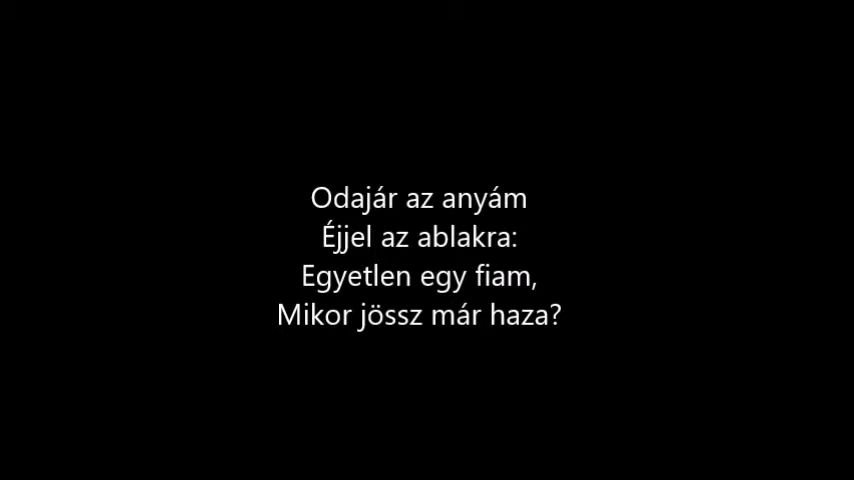 Odajár az anyám
Éjjel az ablakra:
Egyetlen egy fiam,
Mikor jössz már haza?